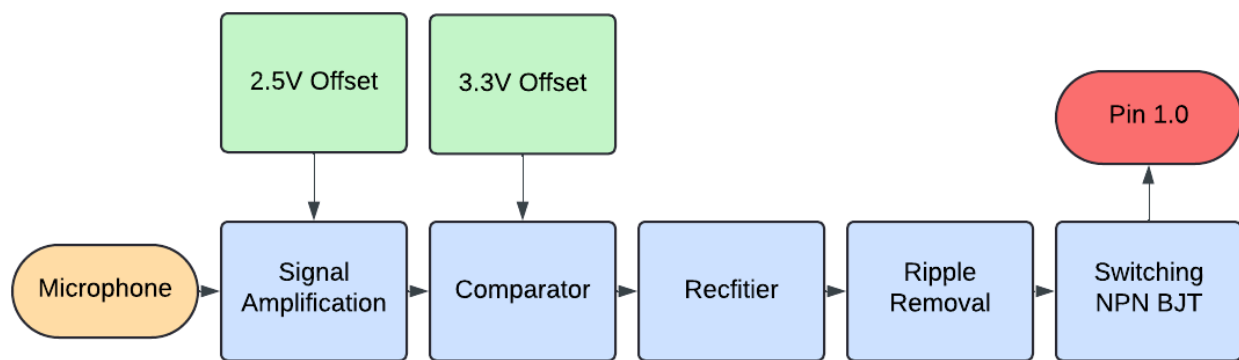 2.5V Offset
3.3V Offset
Pin 1.0
Microphone
Signal
Amplification
Comparator
Recfitier
Ripple
Removal
Switching
NPN BJT